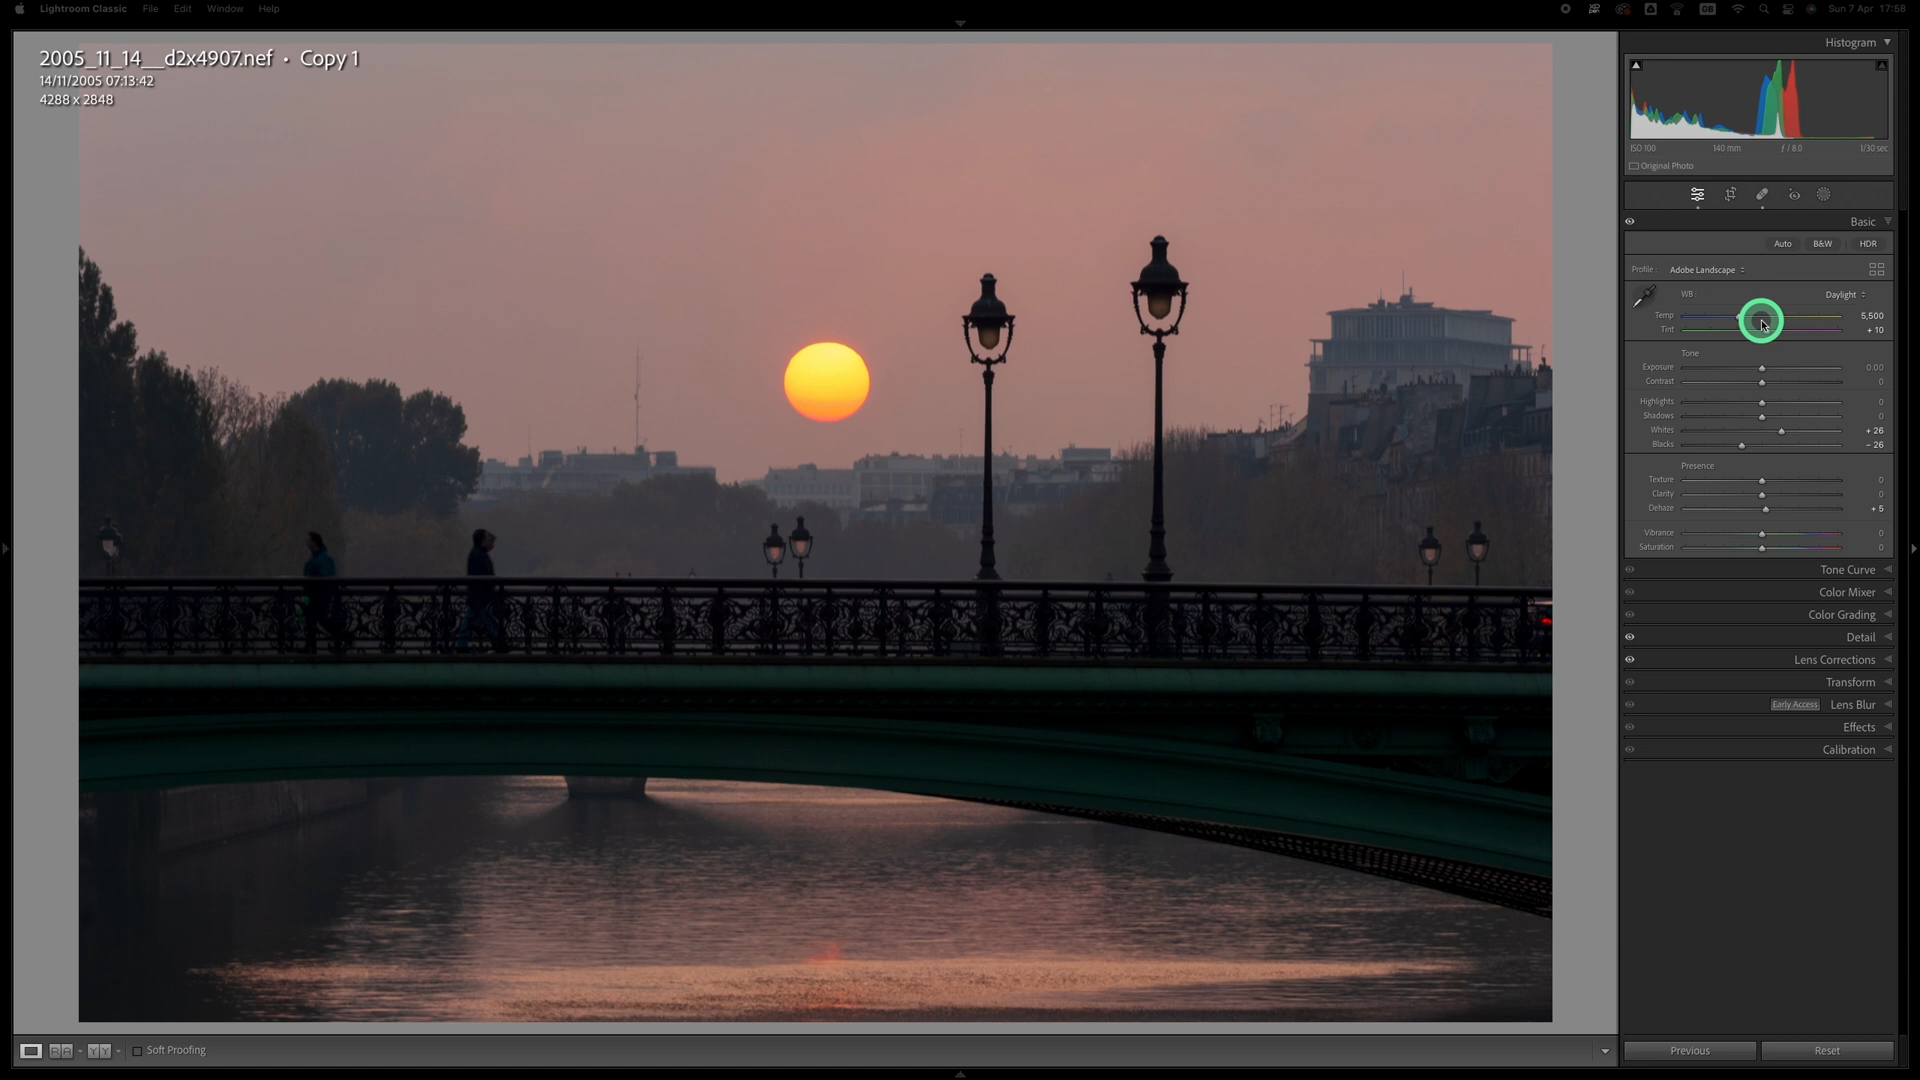 Lightroom Classic File Edit Window Help
GB Sun 7 Apr 17:58
2005_11_14__d2x4907.nef • Copy 1
14/11/2005 07:13:42
4288 x 2848
Histogram
ISO 100 140 mm ƒ / 8.0 1/30 sec
Original Photo
Basic
Auto B&W HDR
Profile : Adobe Landscape
WB : Daylight
Temp 5,500
Tint + 10
Tone
Exposure 0.00
Contrast 0
Highlights 0
Shadows 0
Whites + 26
Blacks − 26
Presence
Texture 0
Clarity 0
Dehaze + 5
Vibrance 0
Saturation 0
Tone Curve
Color Mixer
Color Grading
Detail
Lens Corrections
Transform
Early Access Lens Blur
Effects
Calibration
R A Y Y Soft Proofing
Previous Reset